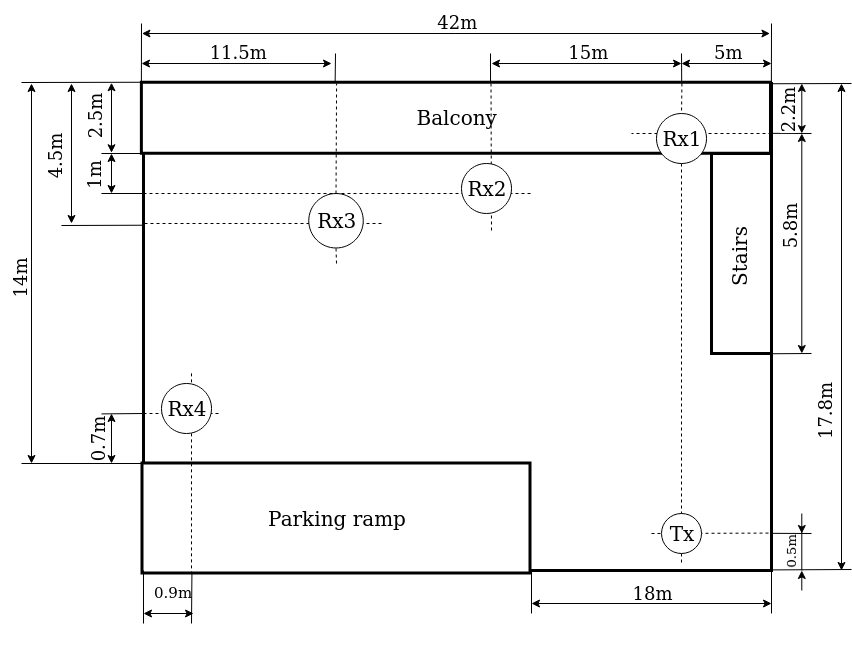 42m
11.5m
15m
5m
2.5m
4.5m
1m
14m
Balcony
2.2m
Rx1
Rx2
Rx3
Stairs
5.8m
17.8m
Rx4
0.7m
Parking ramp
Tx
0.5m
0.9m
18m